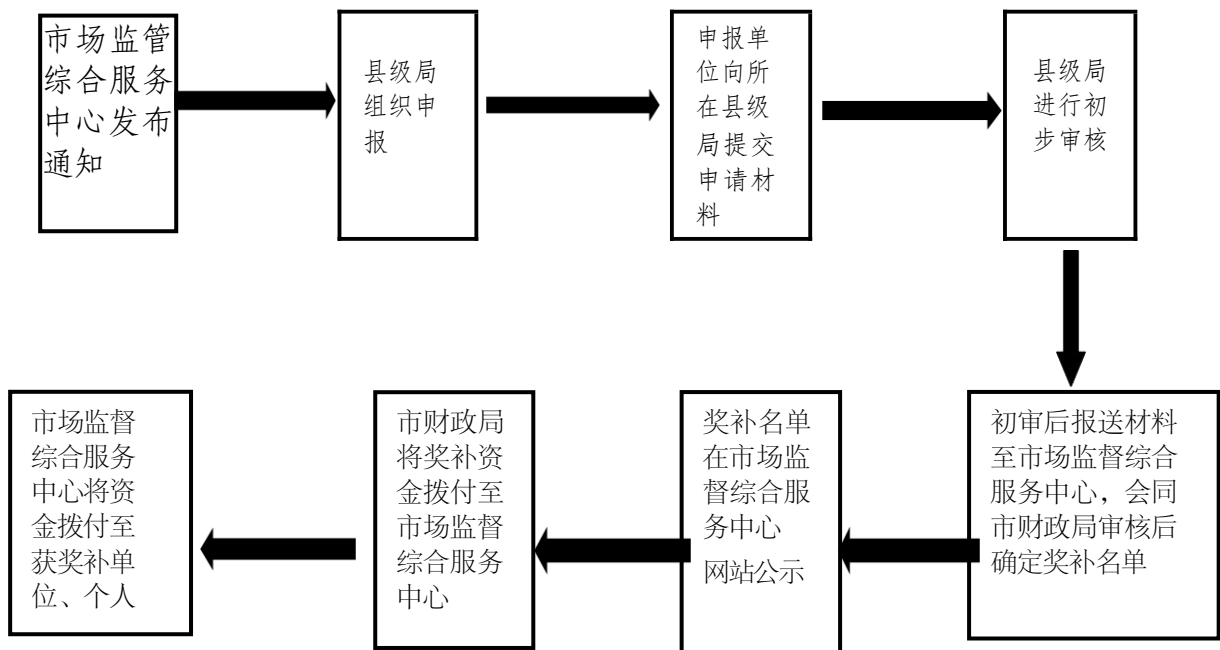 市场监管
综合服务
中心发布
通知
县级局
组织申
报
申报单
位向所
在县级
局提交
申请材
料
县级局
进行初
步审核
初审后报送材料
至市场监督综合
服务中心，会同
市财政局审核后
确定奖补名单
奖补名单
在市场监
督综合服
务中心
网站公示
市财政局
将奖补资
金拨付至
市场监督
综合服务
中心
市场监督
综合服务
中心将资
金拨付至
获奖补单
位、个人